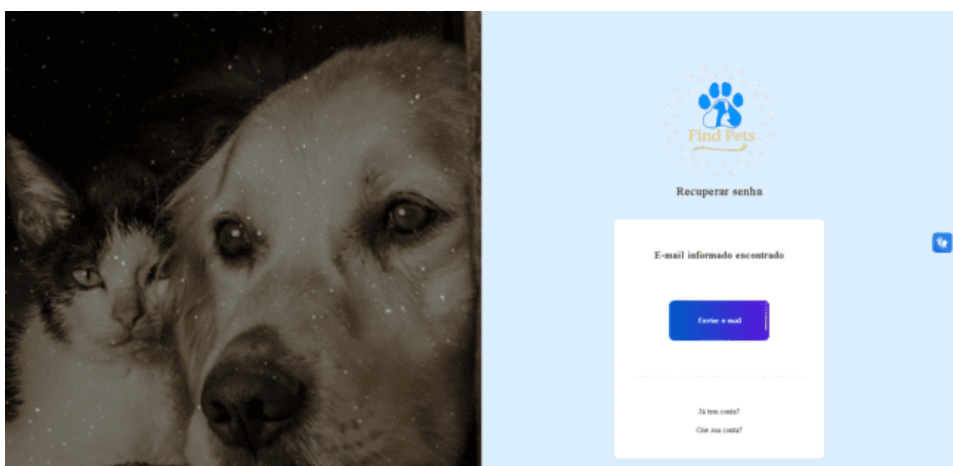 Find Pets
Recuperar senha
E-mail informado encontrado
Enviar e-mail
Já tem conta?
Crie sua conta?